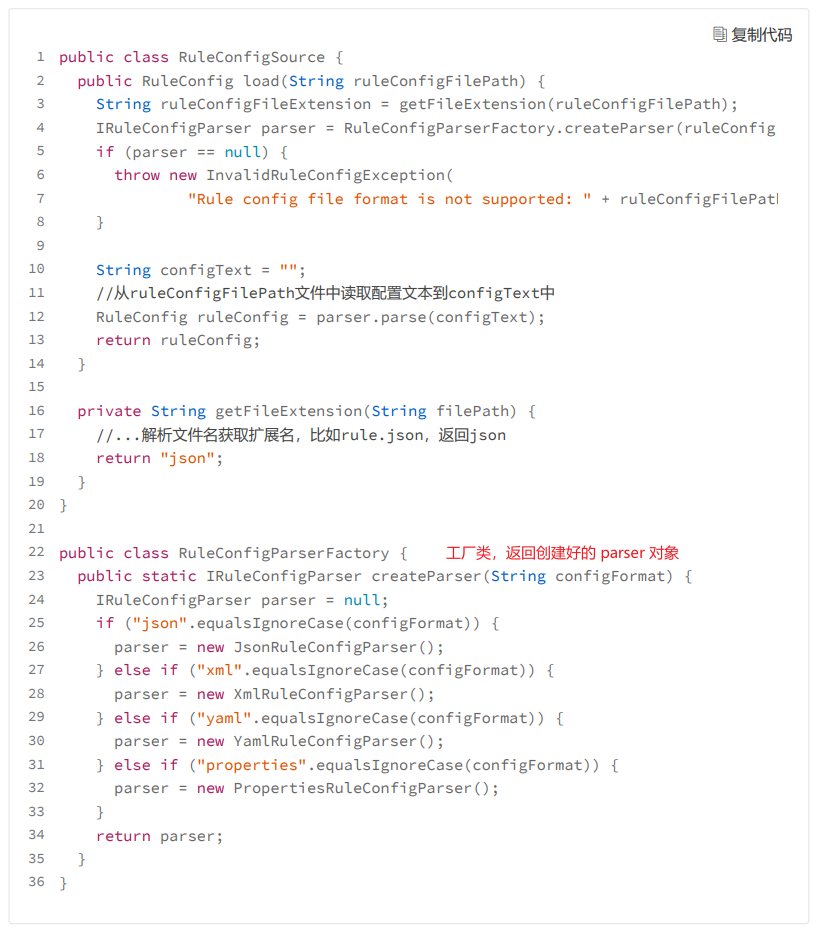 复制代码
1 public class RuleConfigSource {
2   public RuleConfig load(String ruleConfigFilePath) {
3     String ruleConfigFileExtension = getFileExtension(ruleConfigFilePath);
4     IRuleConfigParser parser = RuleConfigParserFactory.createParser(ruleConfig
5     if (parser == null) {
6       throw new InvalidRuleConfigException(
7               "Rule config file format is not supported: " + ruleConfigFilePath
8     }
9
10     String configText = "";
11     //从ruleConfigFilePath文件中读取配置文本到configText中
12     RuleConfig ruleConfig = parser.parse(configText);
13     return ruleConfig;
14   }
15
16   private String getFileExtension(String filePath) {
17     //...解析文件名获取扩展名，比如rule.json，返回json
18     return "json";
19   }
20 }
21
22 public class RuleConfigParserFactory { 工厂类，返回创建好的 parser 对象
23   public static IRuleConfigParser createParser(String configFormat) {
24     IRuleConfigParser parser = null;
25     if ("json".equalsIgnoreCase(configFormat)) {
26       parser = new JsonRuleConfigParser();
27     } else if ("xml".equalsIgnoreCase(configFormat)) {
28       parser = new XmlRuleConfigParser();
29     } else if ("yaml".equalsIgnoreCase(configFormat)) {
30       parser = new YamlRuleConfigParser();
31     } else if ("properties".equalsIgnoreCase(configFormat)) {
32       parser = new PropertiesRuleConfigParser();
33     }
34     return parser;
35   }
36 }